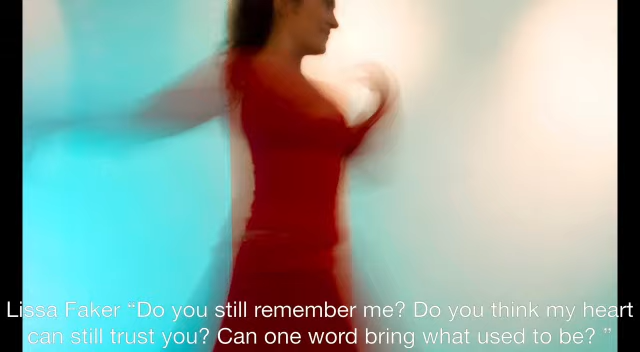 Lissa Faker “Do you still remember me? Do you think my heart
can still trust you? Can one word bring what used to be? ”